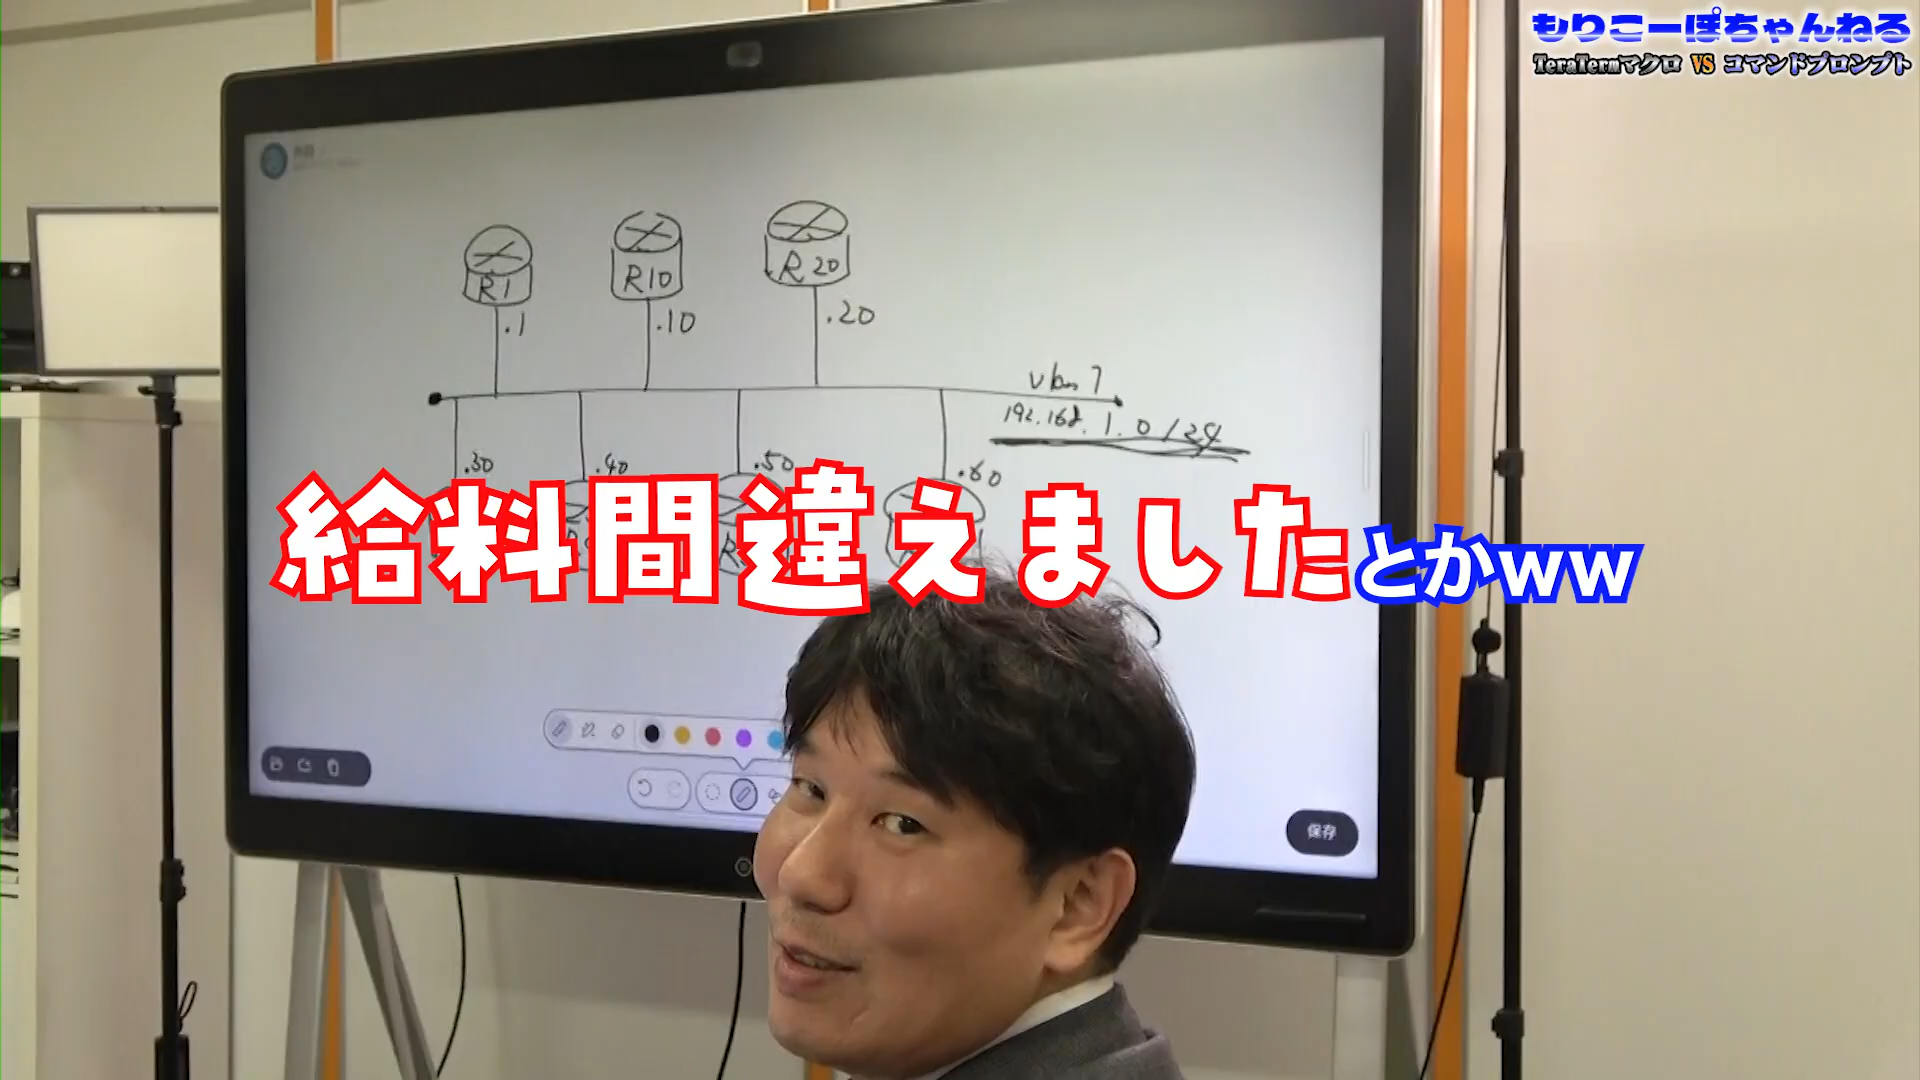 もりこーぽちゃんねる
TeraTermマクロ VS コマンドプロンプト
R1
R10
R20
.1
.10
.20
vlan 7
192.168.1.0/24
.30
.40
.50
.60
給料間違えましたとかww
保存